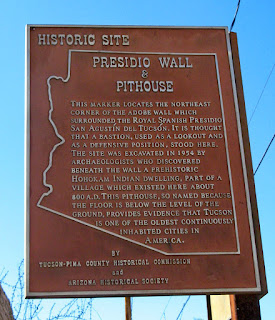 HISTORIC SITE
PRESIDIO WALL
&
PITHOUSE
THIS MARKER LOCATES THE NORTHEAST
CORNER OF THE ADOBE WALL WHICH
SURROUNDED THE ROYAL SPANISH PRESIDIO
SAN AGUSTIN DEL TUCSON. IT IS THOUGHT
THAT A BASTION, USED AS A LOOKOUT AND
AS A DEFENSIVE POSITION, STOOD HERE.
THE SITE WAS EXCAVATED IN 1954 BY
ARCHAEOLOGISTS WHO DISCOVERED
BENEATH THE WALL A PREHISTORIC
HOHOKAM INDIAN DWELLING, PART OF A
VILLAGE WHICH EXISTED HERE ABOUT
800 A.D. THIS PITHOUSE, SO NAMED BECAUSE
THE FLOOR IS BELOW THE LEVEL OF THE
GROUND, PROVIDES EVIDENCE THAT TUCSON
IS ONE OF THE OLDEST CONTINUOUSLY
INHABITED CITIES IN
AMER CA.
BY
TUCSON-PIMA COUNTY HISTORICAL COMMISSION
and
ARIZONA HISTORICAL SOCIETY